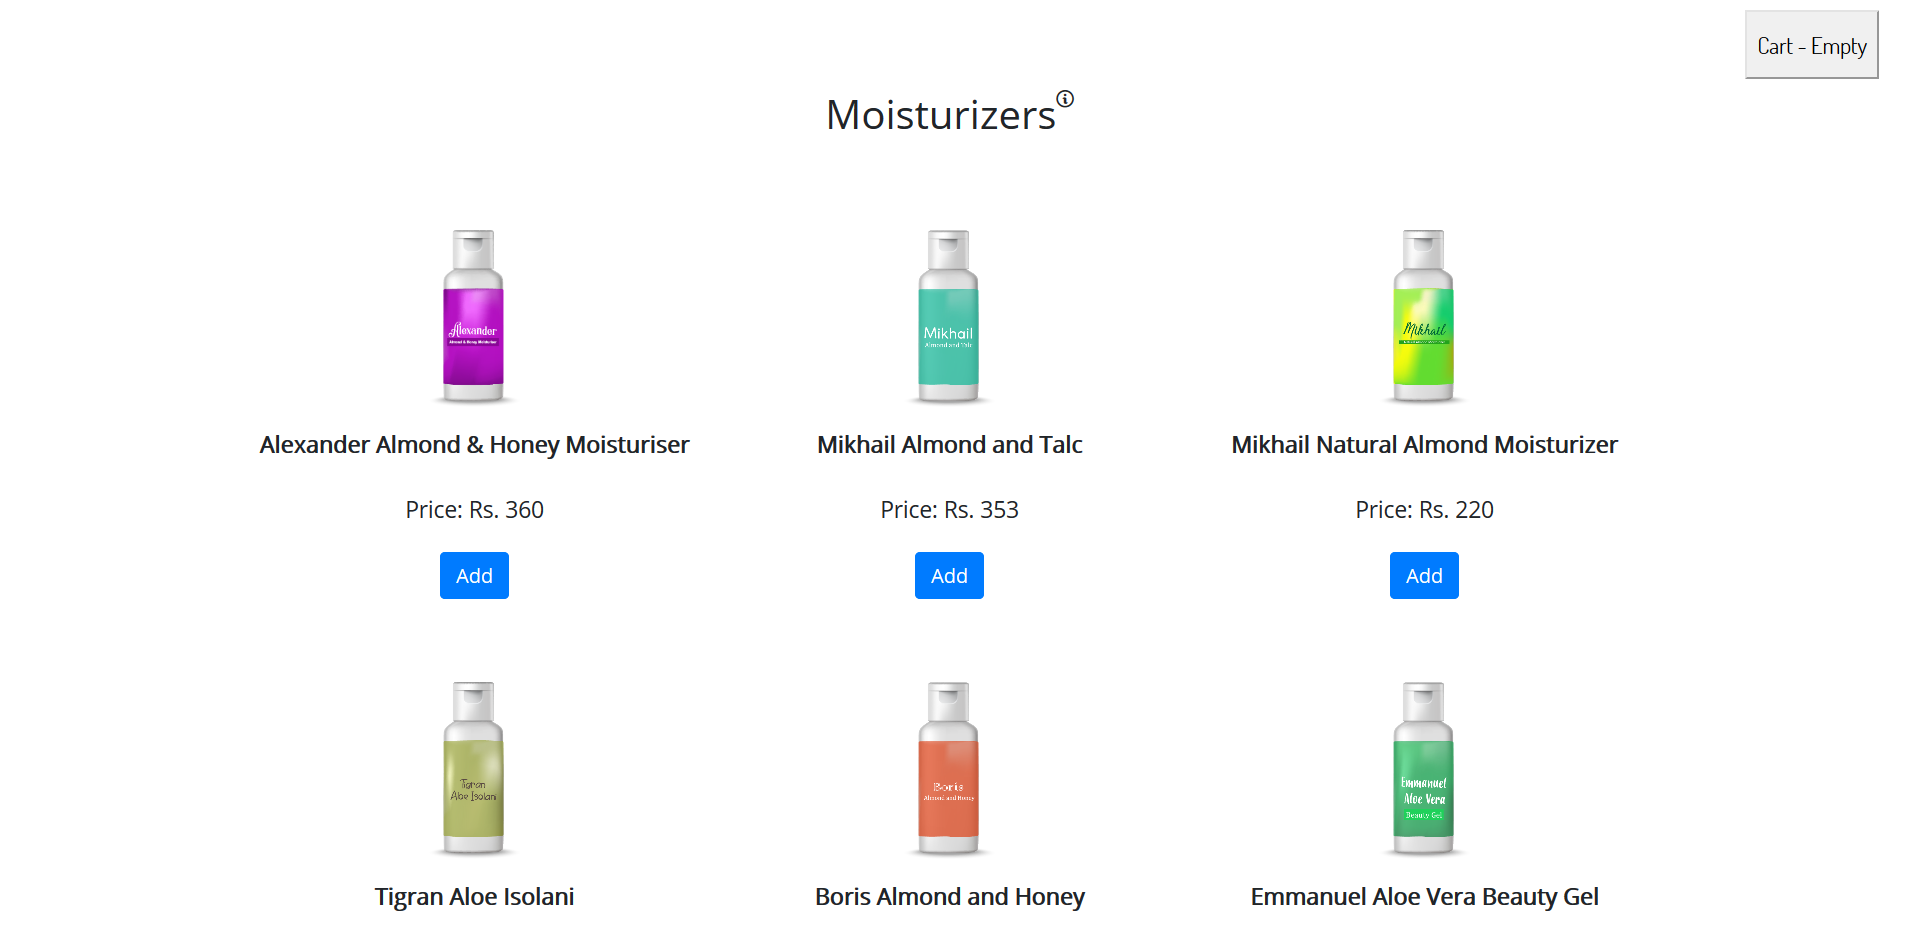 Cart - Empty
Moisturizers
Alexander
Almond & Honey Moisturiser
Mikhail
Almond and Talc
Mikhail
Alexander Almond & Honey Moisturiser
Mikhail Almond and Talc
Mikhail Natural Almond Moisturizer
Price: Rs. 360
Price: Rs. 353
Price: Rs. 220
Add
Add
Add
Tigran
Aloe Isolani
Boris
Almond and Honey
Emmanuel
Aloe Vera
Beauty Gel
Tigran Aloe Isolani
Boris Almond and Honey
Emmanuel Aloe Vera Beauty Gel